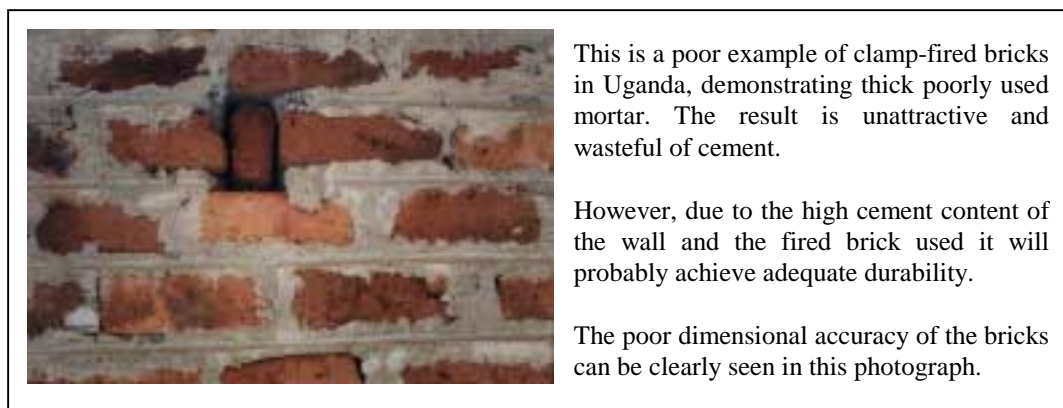 This is a poor example of clamp-fired bricks
in Uganda, demonstrating thick poorly used
mortar. The result is unattractive and
wasteful of cement.
However, due to the high cement content of
the wall and the fired brick used it will
probably achieve adequate durability.
The poor dimensional accuracy of the bricks
can be clearly seen in this photograph.